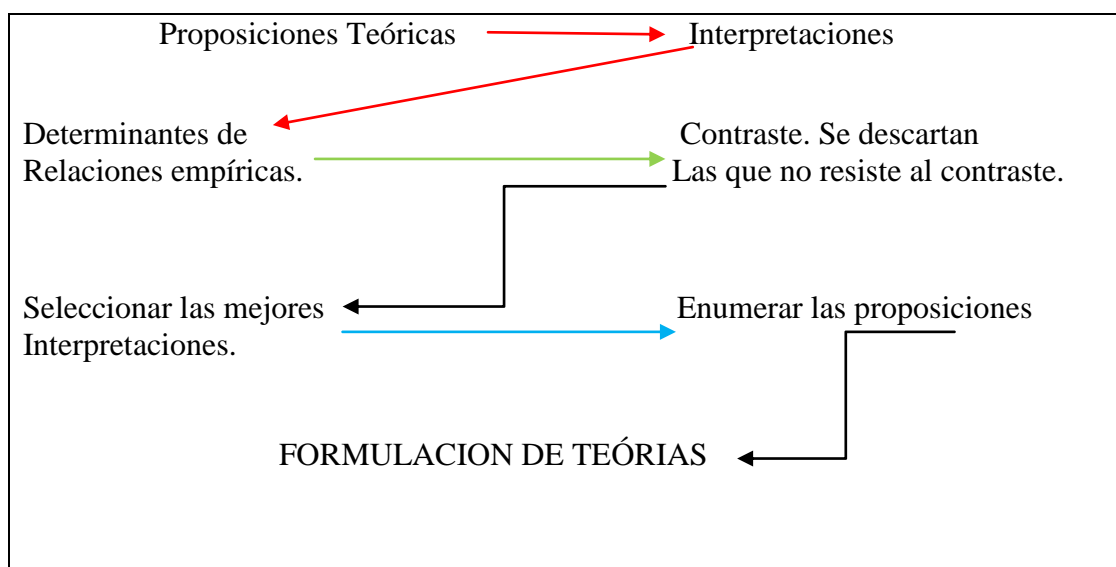 Proposiciones Teóricas
Interpretaciones
Determinantes de
Relaciones empíricas.
Contraste. Se descartan
Las que no resiste al contraste.
Seleccionar las mejores
Interpretaciones.
Enumerar las proposiciones
FORMULACION DE TEÓRIAS